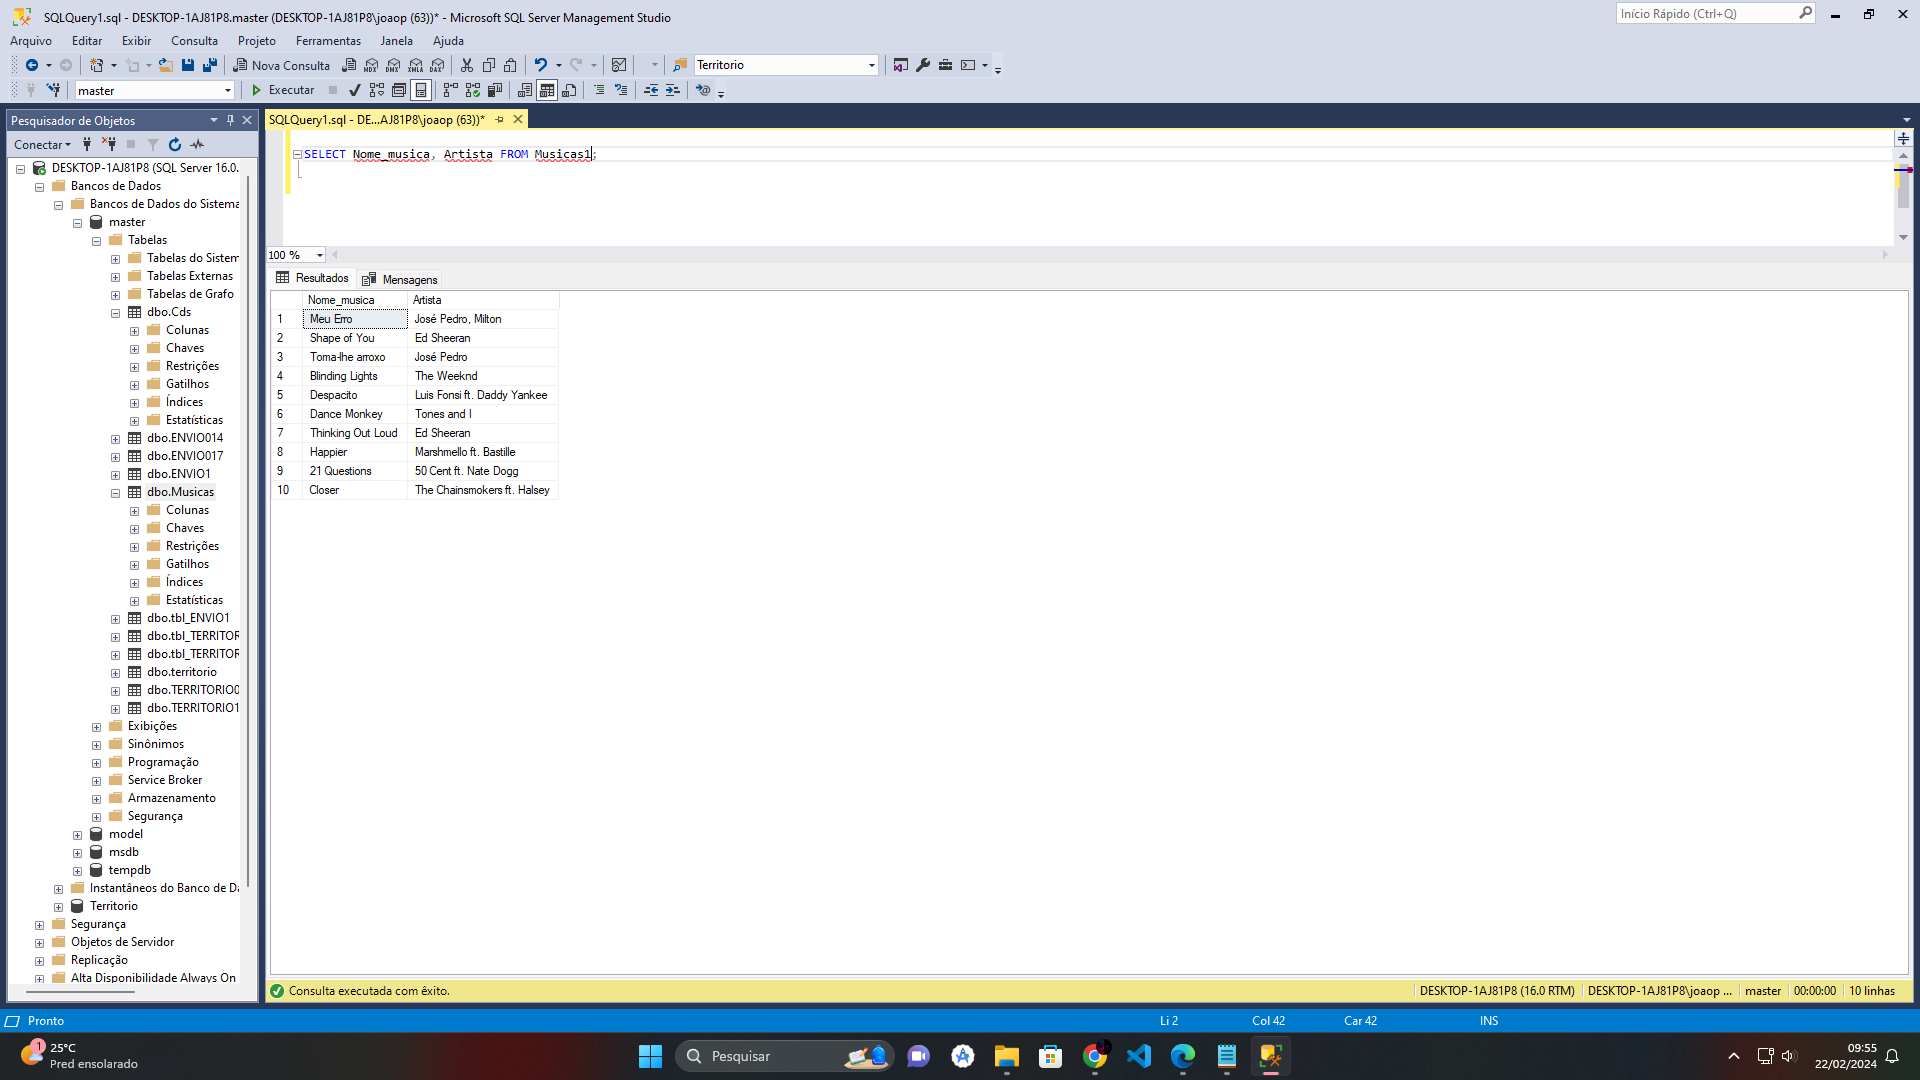 SQLQuery1.sql - DESKTOP-1AJ81P8.master (DESKTOP-1AJ81P8\joaop (63))* - Microsoft SQL Server Management Studio
Início Rápido (Ctrl+Q)
Arquivo Editar Exibir Consulta Projeto Ferramentas Janela Ajuda
Nova Consulta MDX DMX XMLA DAX Territorio
master Executar
Pesquisador de Objetos
SQLQuery1.sql - DE...AJ81P8\joaop (63))*
Conectar
SELECT Nome_musica, Artista FROM Musicas1;
DESKTOP-1AJ81P8 (SQL Server 16.0.
Bancos de Dados
Bancos de Dados do Sistema
master
Tabelas
Tabelas do Sistem
Tabelas Externas
Tabelas de Grafo
dbo.Cds
Colunas
Chaves
Restrições
Gatilhos
Índices
Estatísticas
dbo.ENVIO014
dbo.ENVIO017
dbo.ENVIO1
dbo.Musicas
Colunas
Chaves
Restrições
Gatilhos
Índices
Estatísticas
dbo.tbl_ENVIO1
dbo.tbl_TERRITOR
dbo.tbl_TERRITOR
dbo.territorio
dbo.TERRITORIO0
dbo.TERRITORIO1
Exibições
Sinônimos
Programação
Service Broker
Armazenamento
Segurança
model
msdb
tempdb
Instantâneos do Banco de Da
Territorio
Segurança
Objetos de Servidor
Replicação
Alta Disponibilidade Always On
100 %
Resultados Mensagens
Nome_musica Artista
1 Meu Erro José Pedro, Milton
2 Shape of You Ed Sheeran
3 Toma-lhe arroxo José Pedro
4 Blinding Lights The Weeknd
5 Despacito Luis Fonsi ft. Daddy Yankee
6 Dance Monkey Tones and I
7 Thinking Out Loud Ed Sheeran
8 Happier Marshmello ft. Bastille
9 21 Questions 50 Cent ft. Nate Dogg
10 Closer The Chainsmokers ft. Halsey
Consulta executada com êxito.
DESKTOP-1AJ81P8 (16.0 RTM) DESKTOP-1AJ81P8\joaop ... master 00:00:00 10 linhas
Pronto Li 2 Col 42 Car 42 INS
1
25°C
Pred ensolarado
Pesquisar
09:55
22/02/2024